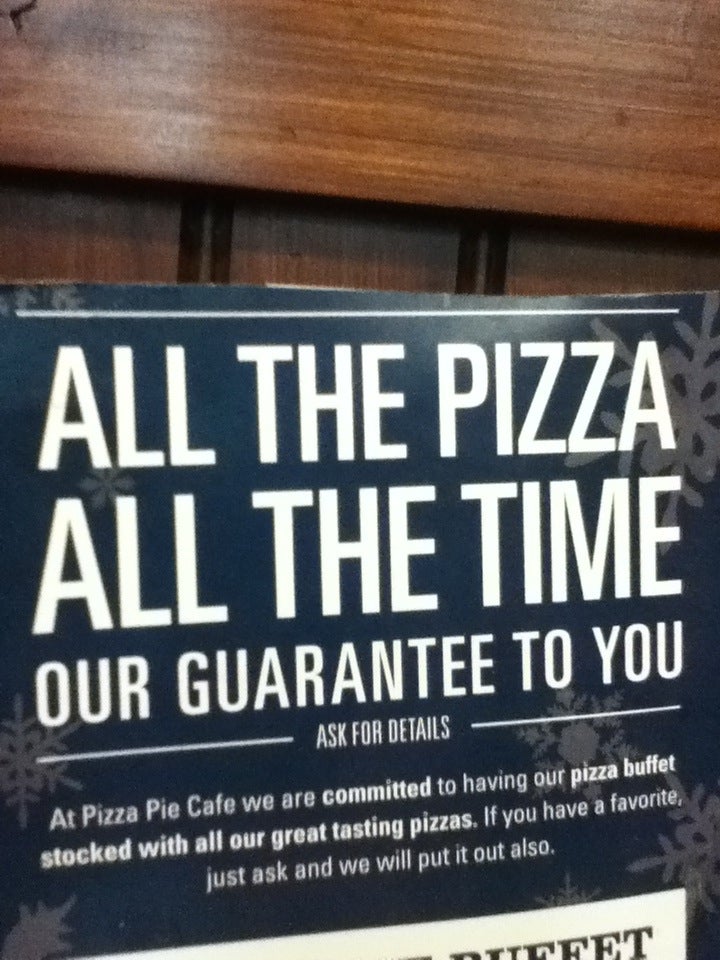 ALL THE PIZZA
ALL THE TIME
OUR GUARANTEE TO YOU
ASK FOR DETAILS
At Pizza Pie Cafe we are committed to having our pizza buffet
stocked with all our great tasting pizzas. If you have a favorite,
just ask and we will put it out also.
BUFFET